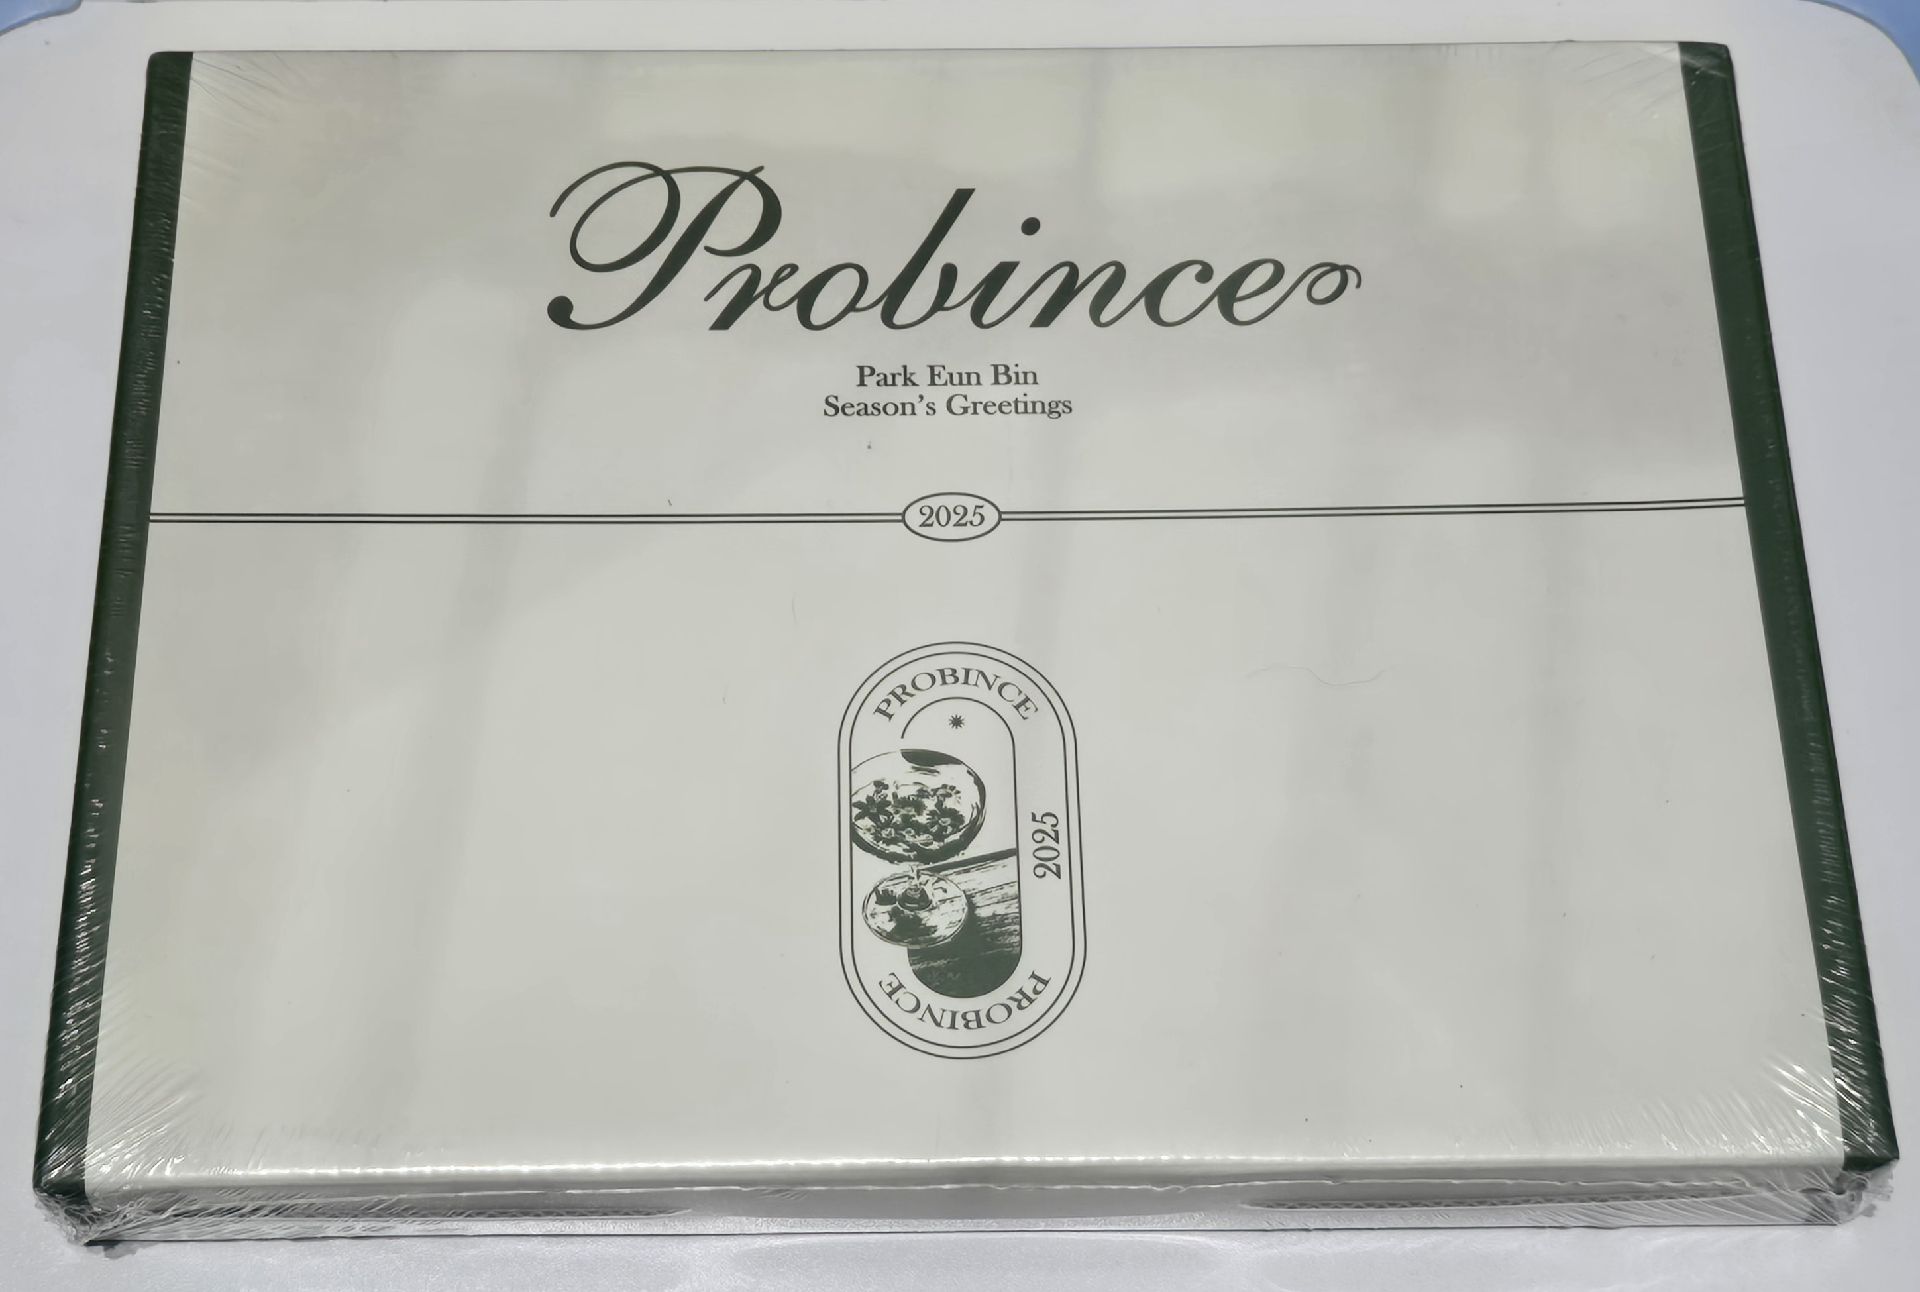 Probince
Park Eun Bin
Season's Greetings
2025
PROBINCE
2025
PROBINCE